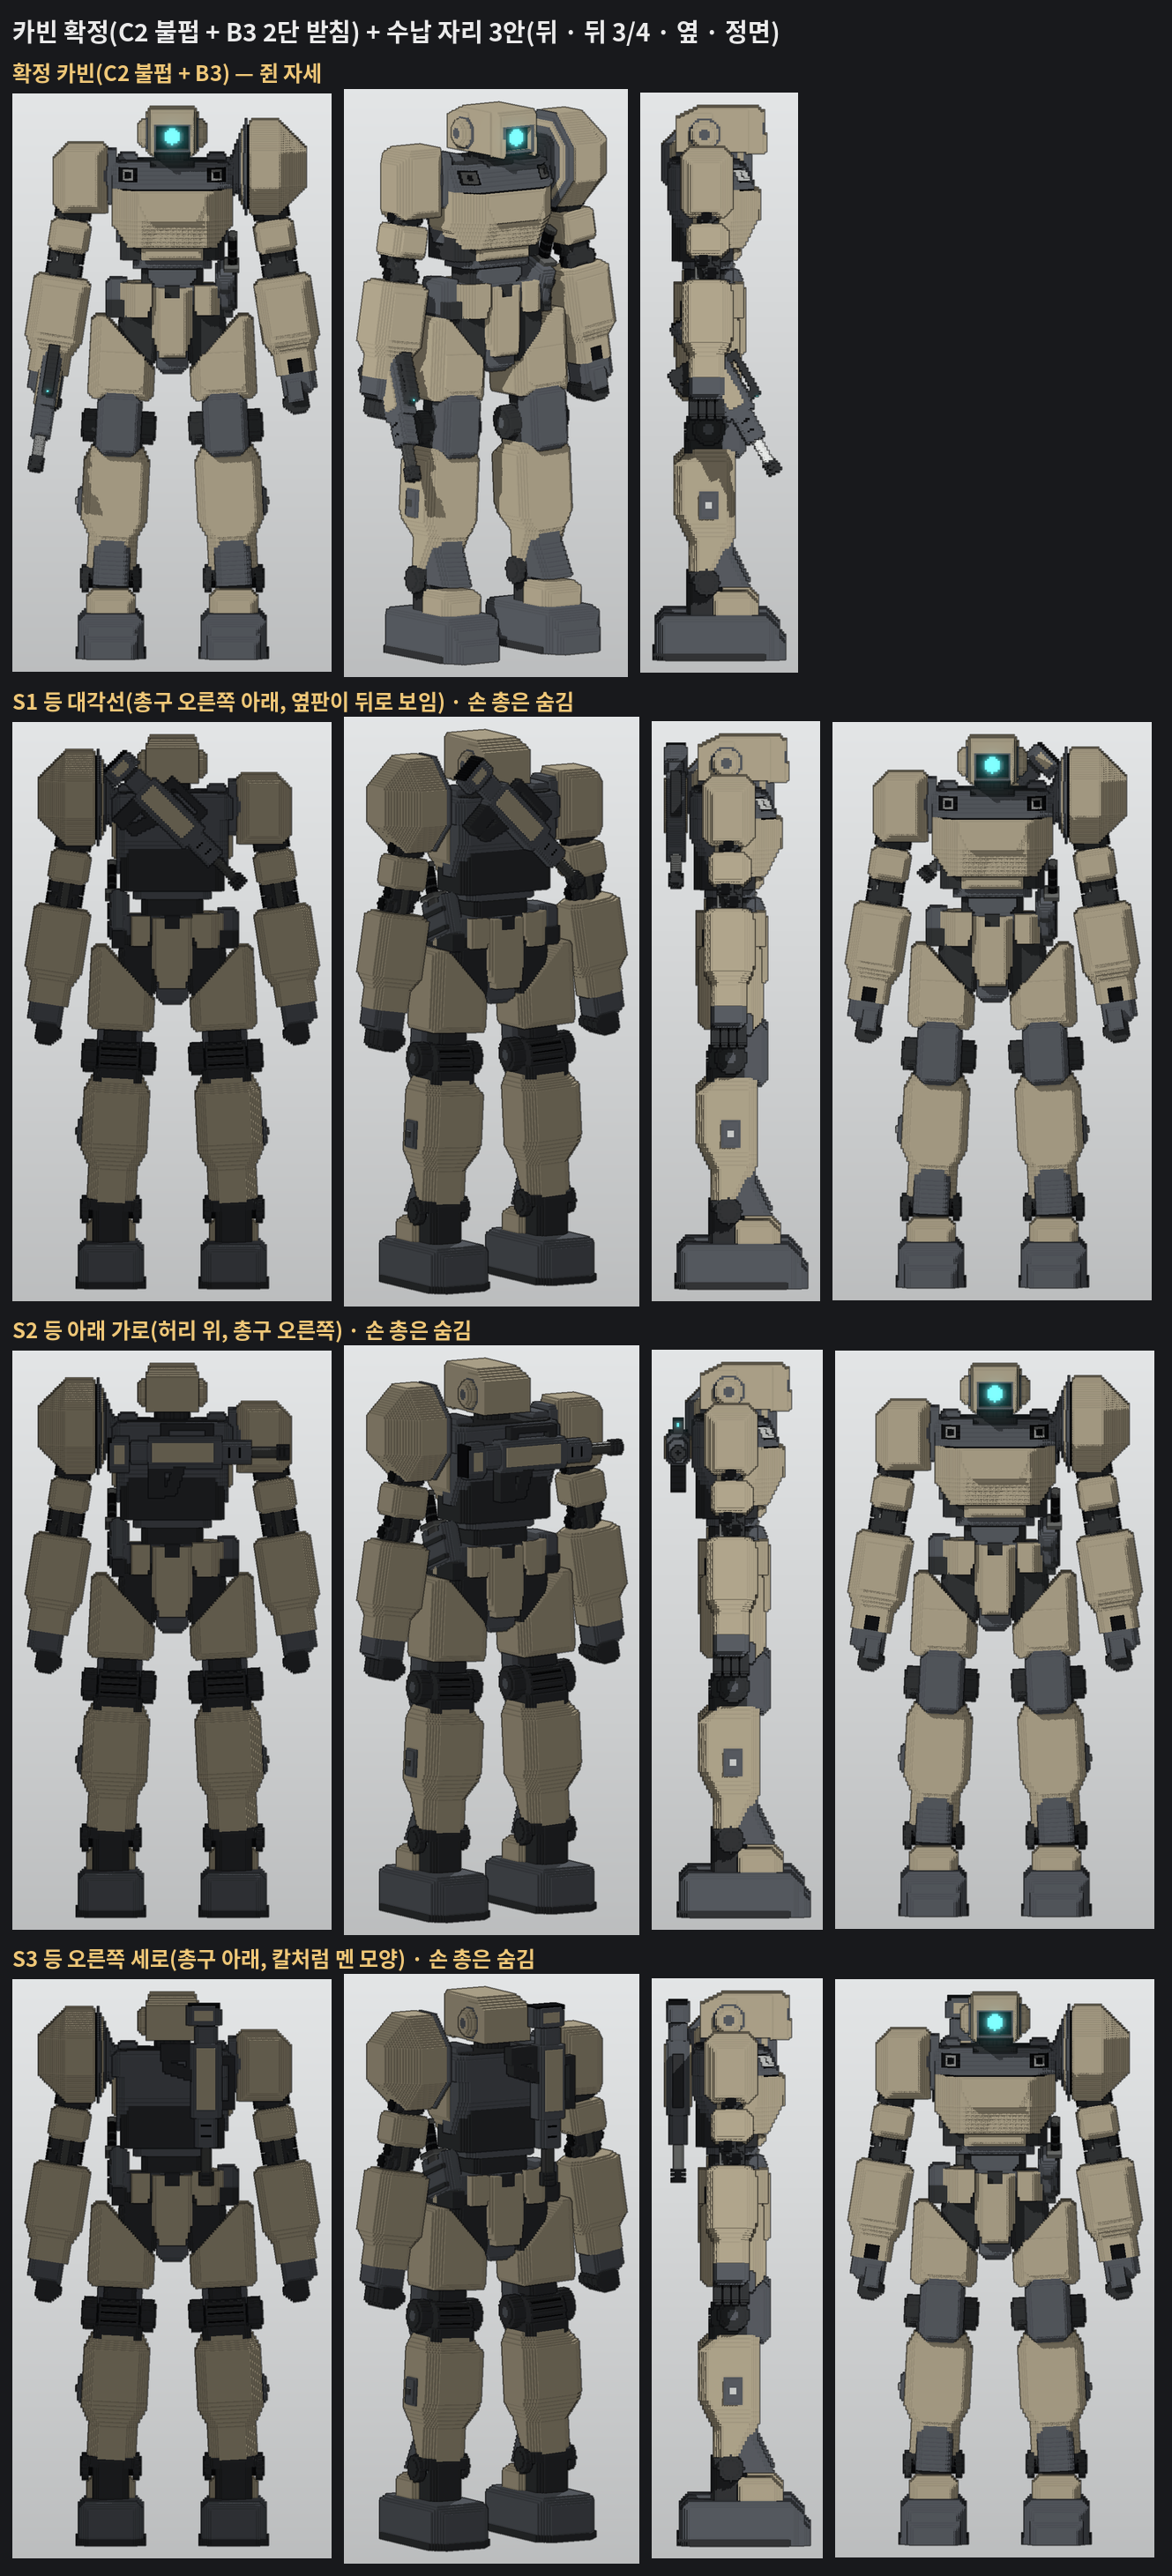 카빈 확정(C2 불펍 + B3 2단 받침) + 수납 자리 3안(뒤 · 뒤 3/4 · 옆 · 정면)
확정 카빈(C2 불펍 + B3) — 쥔 자세
S1 등 대각선(총구 오른쪽 아래, 옆판이 뒤로 보임) · 손 총은 숨김
S2 등 아래 가로(허리 위, 총구 오른쪽) · 손 총은 숨김
S3 등 오른쪽 세로(총구 아래, 칼처럼 멘 모양) · 손 총은 숨김